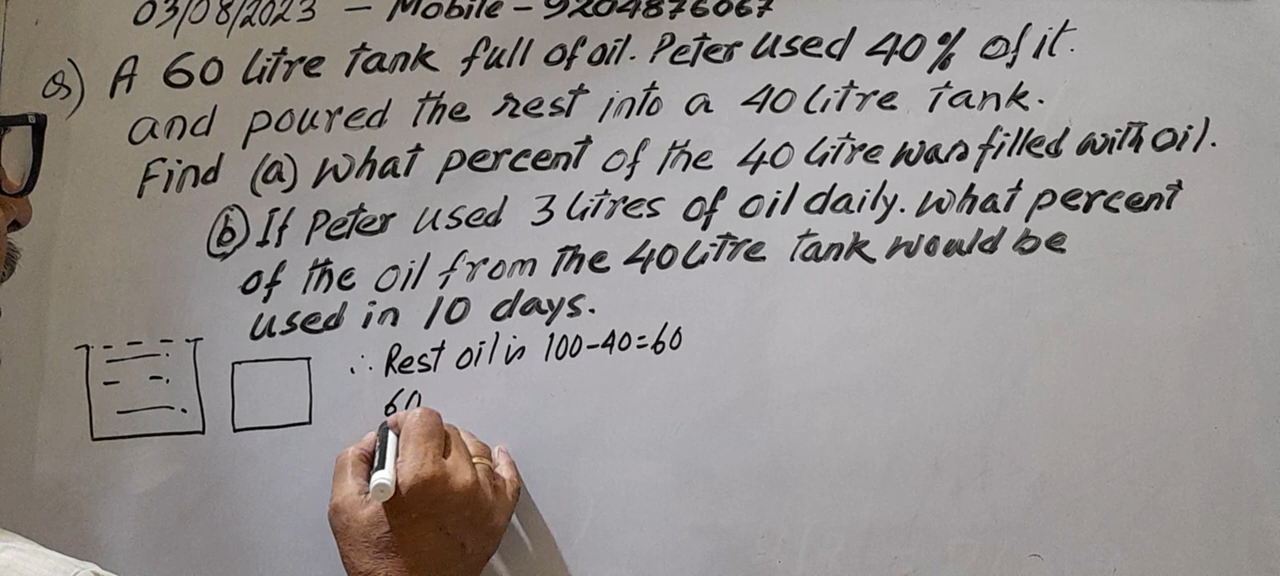 03/08/2023 - Mobile - 9204876067
Q) A 60 litre tank full of oil. Peter used 40% of it.
and poured the rest into a 40 litre tank.
Find (a) What percent of the 40 litre was filled with oil.
(b) If Peter used 3 litres of oil daily. What percent
of the oil from the 40 litre tank would be
used in 10 days.
∴ Rest oil is 100-40=60
60